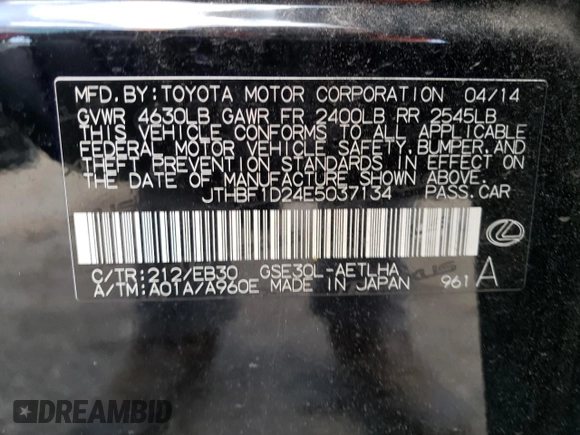 MFD. BY: TOYOTA MOTOR CORPORATION 04/14
GVWR 4630LB GAWR FR 2400LB RR 2545LB
THIS VEHICLE CONFORMS TO ALL APPLICABLE
FEDERAL MOTOR VEHICLE SAFETY, BUMPER, AND
THEFT PREVENTION STANDARDS IN EFFECT ON
THE DATE OF MANUFACTURE SHOWN ABOVE.
JTHBF1D24E5037134 PASS. CAR
C/TR: 212/EB30 GSE30L-AETLHA
A/TM: A01A/A960E MADE IN JAPAN 961 A
DREAMBID